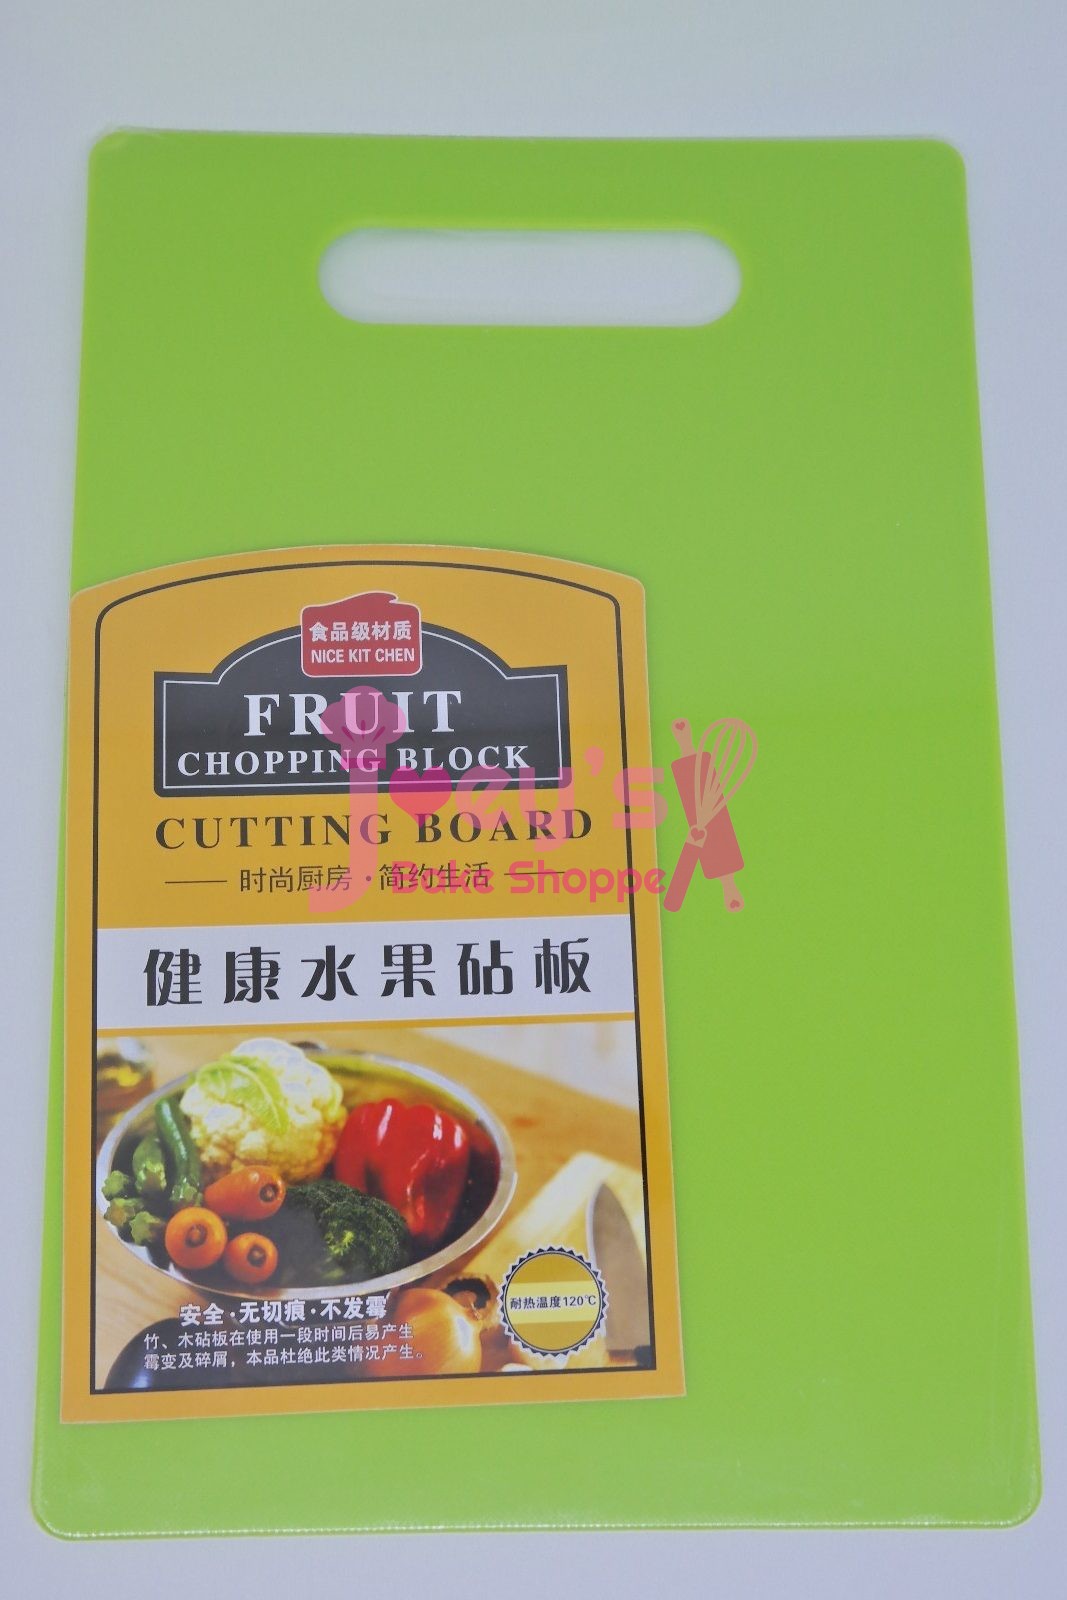 食品级材质
NICE KIT CHEN
FRUIT
CHOPPING BLOCK
CUTTING BOARD
时尚厨房·简约生活
Joey's
Bake Shoppe
健康水果砧板
耐热温度120℃
安全·无切痕·不发霉
竹、木砧板在使用一段时间后易产生
霉变及碎屑，本品杜绝此类情况产生。